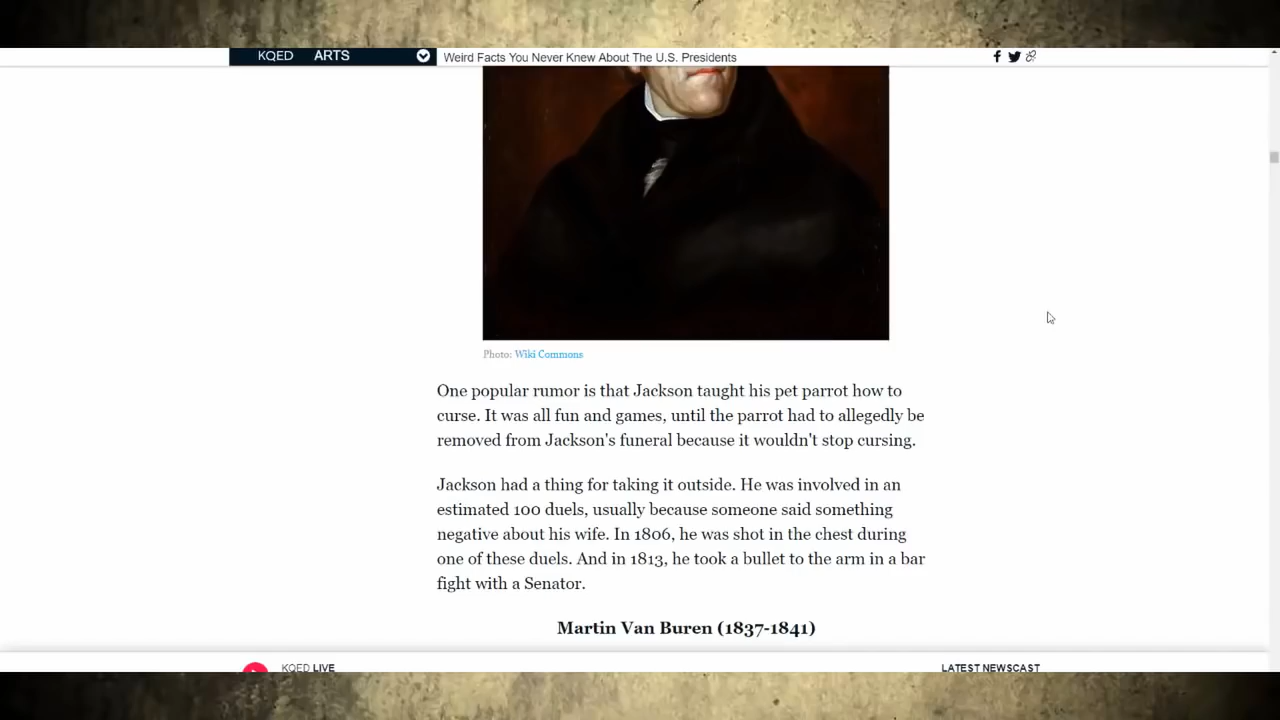 KQED ARTS Weird Facts You Never Knew About The U.S. Presidents
Photo: Wiki Commons
One popular rumor is that Jackson taught his pet parrot how to
curse. It was all fun and games, until the parrot had to allegedly be
removed from Jackson's funeral because it wouldn't stop cursing.
Jackson had a thing for taking it outside. He was involved in an
estimated 100 duels, usually because someone said something
negative about his wife. In 1806, he was shot in the chest during
one of these duels. And in 1813, he took a bullet to the arm in a bar
fight with a Senator.
Martin Van Buren (1837-1841)
KQED LIVE LATEST NEWSCAST